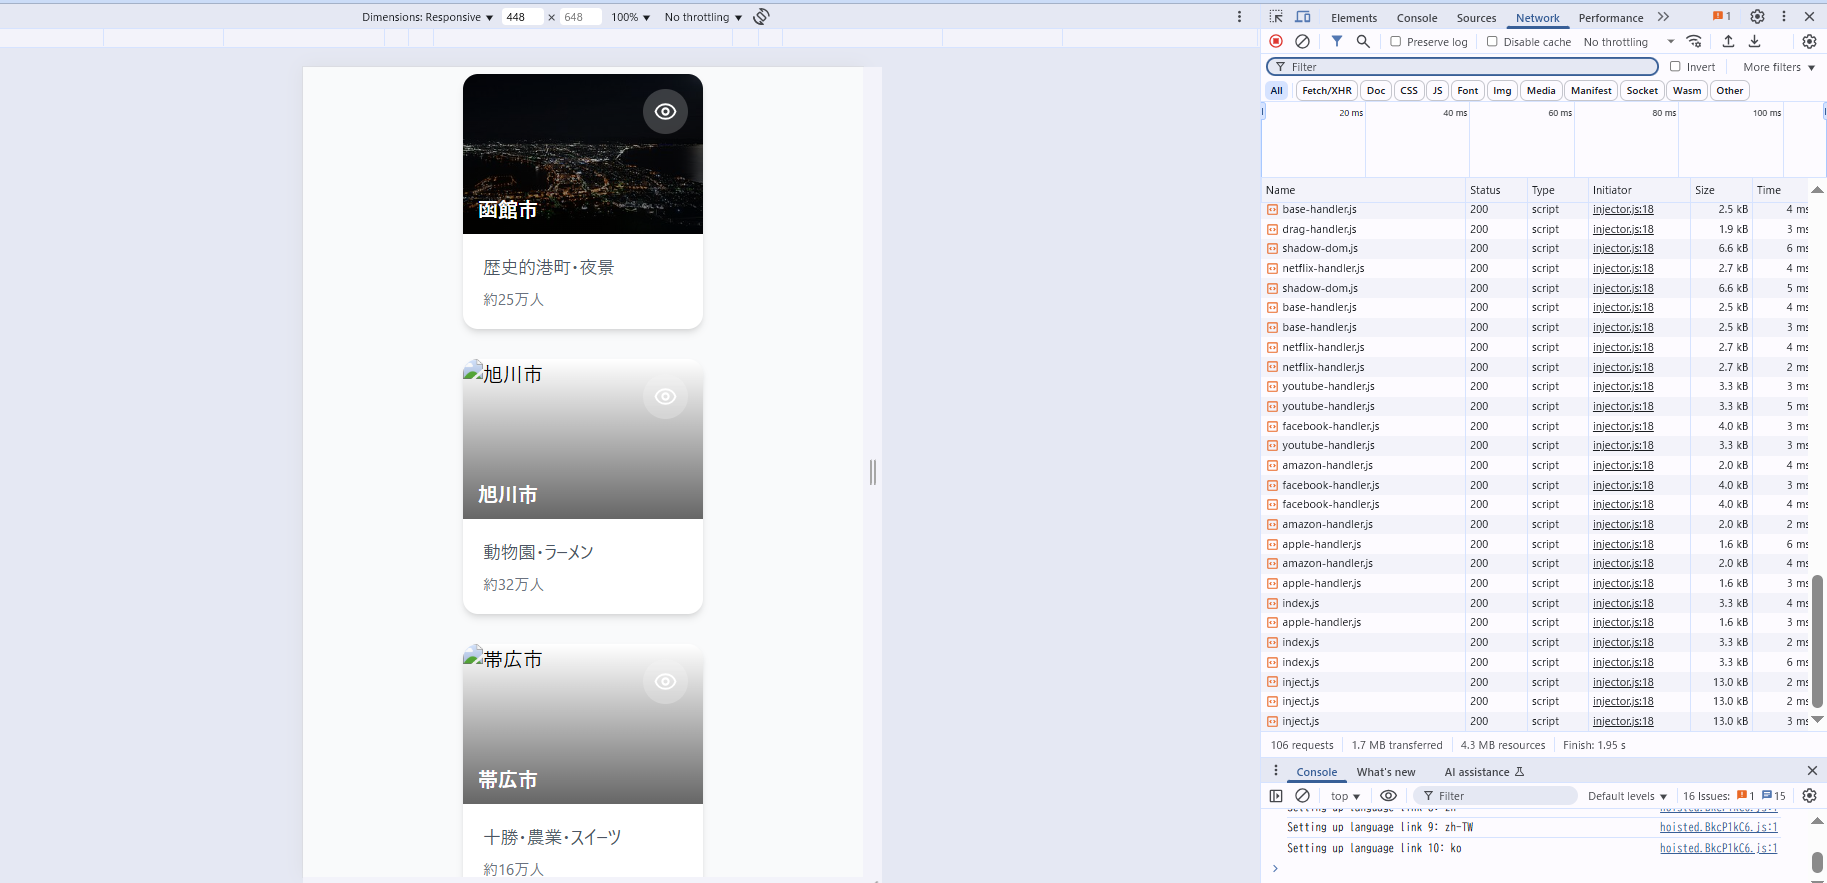 Dimensions: Responsive ▼ 448 × 648 100% ▼ No throttling ▼
Elements Console Sources Network Performance 1
Preserve log Disable cache No throttling
Filter Invert More filters
All Fetch/XHR Doc CSS JS Font Img Media Manifest Socket Wasm Other
20 ms 40 ms 60 ms 80 ms 100 ms
Name Status Type Initiator Size Time
base-handler.js 200 script injector.js:18 2.5 kB 4 ms
drag-handler.js 200 script injector.js:18 1.9 kB 3 ms
shadow-dom.js 200 script injector.js:18 6.6 kB 6 ms
netflix-handler.js 200 script injector.js:18 2.7 kB 4 ms
shadow-dom.js 200 script injector.js:18 6.6 kB 5 ms
base-handler.js 200 script injector.js:18 2.5 kB 4 ms
base-handler.js 200 script injector.js:18 2.5 kB 3 ms
netflix-handler.js 200 script injector.js:18 2.7 kB 4 ms
netflix-handler.js 200 script injector.js:18 2.7 kB 2 ms
youtube-handler.js 200 script injector.js:18 3.3 kB 3 ms
youtube-handler.js 200 script injector.js:18 3.3 kB 5 ms
facebook-handler.js 200 script injector.js:18 4.0 kB 3 ms
youtube-handler.js 200 script injector.js:18 3.3 kB 3 ms
amazon-handler.js 200 script injector.js:18 2.0 kB 4 ms
facebook-handler.js 200 script injector.js:18 4.0 kB 3 ms
facebook-handler.js 200 script injector.js:18 4.0 kB 4 ms
amazon-handler.js 200 script injector.js:18 2.0 kB 2 ms
apple-handler.js 200 script injector.js:18 1.6 kB 6 ms
amazon-handler.js 200 script injector.js:18 2.0 kB 4 ms
apple-handler.js 200 script injector.js:18 1.6 kB 3 ms
index.js 200 script injector.js:18 3.3 kB 4 ms
apple-handler.js 200 script injector.js:18 1.6 kB 3 ms
index.js 200 script injector.js:18 3.3 kB 2 ms
index.js 200 script injector.js:18 3.3 kB 6 ms
inject.js 200 script injector.js:18 13.0 kB 2 ms
inject.js 200 script injector.js:18 13.0 kB 2 ms
inject.js 200 script injector.js:18 13.0 kB 3 ms
106 requests 1.7 MB transferred 4.3 MB resources Finish: 1.95 s
Console What's new AI assistance
top ▼ Filter Default levels ▼ 16 Issues: 1 15
Setting up language link 9: zh-TW hoisted.BkcP1kC6.js:1
Setting up language link 10: ko hoisted.BkcP1kC6.js:1
函館市
歴史的港町・夜景
約25万人
旭川市
旭川市
動物園・ラーメン
約32万人
帯広市
帯広市
十勝・農業・スイーツ
約16万人